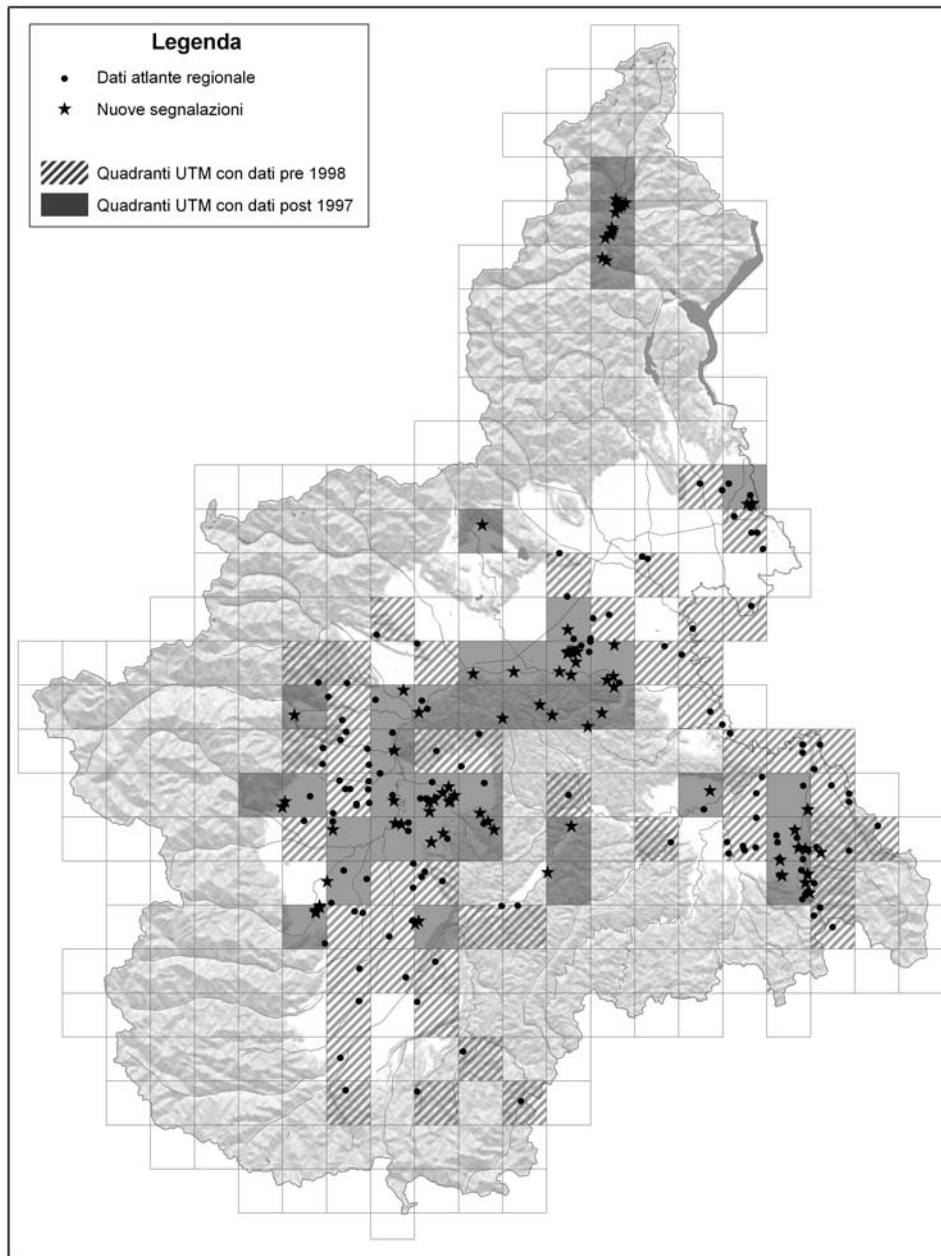 Legenda
Dati atlante regionale
Nuove segnalazioni
Quadranti UTM con dati pre 1998
Quadranti UTM con dati post 1997